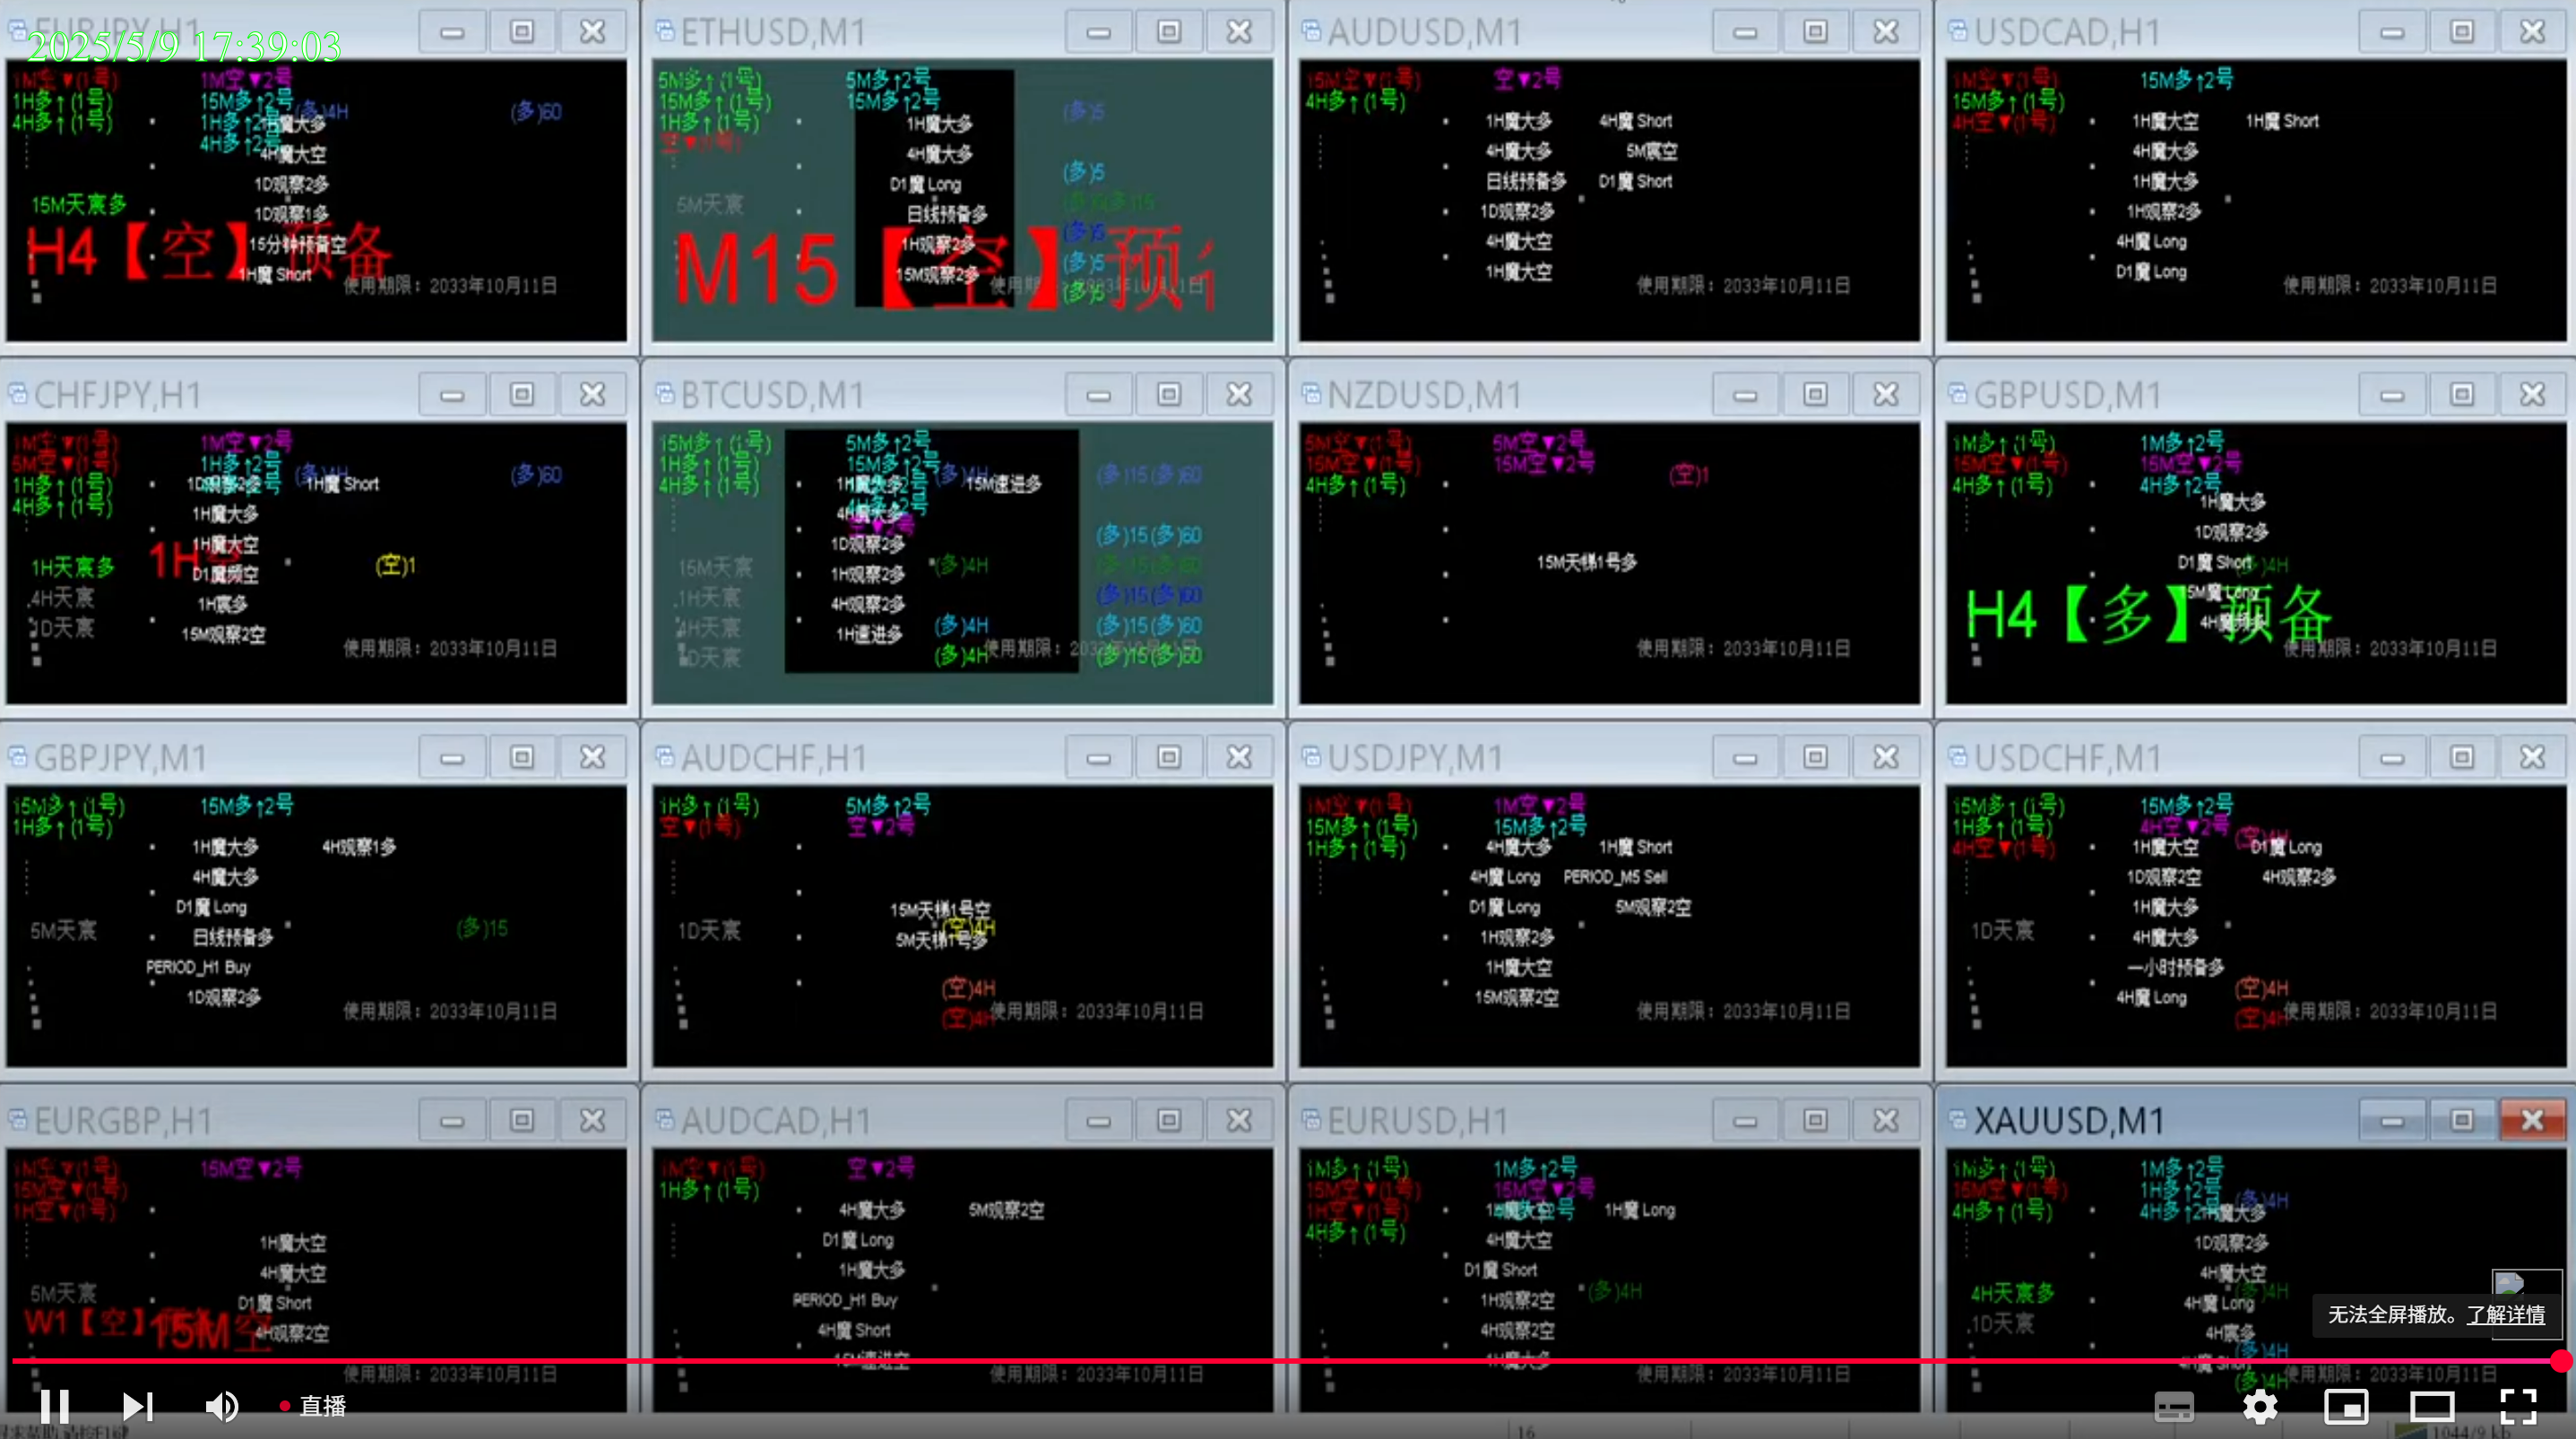 EURJPY,H1
2025/5/9 17:39:03
1M空▼(1号)
1H多↑(1号)
4H多↑(1号)
1M空▼2号
15M多↑2号
1H多↑2号
4H多↑2号
(多)4H
(多)60
1H魔大多
4H魔大空
1D观察2多
1D观察1多
15分钟预备空
1H魔 Short
15M天宸多
H4【空】预备
使用期限：2033年10月11日
ETHUSD,M1
5M多↑(1号)
15M多↑(1号)
1H多↑(1号)
空▼(1号)
5M多↑2号
15M多↑2号
1H魔大多
4H魔大多
D1魔 Long
日线预备多
1H观察2多
15M观察2多
(多)5
(多)5
(多)5
(多)5
(多)5
5M天宸
M15【空】预
AUDUSD,M1
15M空▼(1号)
4H多↑(1号)
空▼2号
1H魔大多 4H魔 Short
4H魔大多 5M宸空
日线预备多 D1魔 Short
1D观察2多
4H魔大空
1H魔大空
使用期限：2033年10月11日
USDCAD,H1
1M空▼(1号)
15M多↑(1号)
4H空▼(1号)
15M多↑2号
1H魔大空 1H魔 Short
4H魔大多
1H魔大多
1H观察2多
4H魔 Long
D1魔 Long
使用期限：2033年10月11日
CHFJPY,H1
1M空▼(1号)
5M空▼(1号)
1H多↑(1号)
4H多↑(1号)
1M空▼2号
1H多↑2号
(多)4H
(多)60
1D观察2多 1H魔 Short
1H魔大多
1H魔大空
D1魔频空
1H宸多
15M观察2空
(空)1
1H天宸多
4H天宸
1D天宸
使用期限：2033年10月11日
BTCUSD,M1
15M多↑(1号)
1H多↑(1号)
4H多↑(1号)
5M多↑2号
15M多↑2号
(多)4H
(多)15(多)60
1H魔大多 15M速进多
4H魔大多
1D观察2多
1H观察2多
4H观察2多
1H速进多
(多)4H
(多)4H
(多)4H
(多)15(多)60
(多)15(多)60
(多)15(多)60
(多)15(多)60
(多)15(多)60
15M天宸
1H天宸
4H天宸
D天宸
使用期限：
NZDUSD,M1
5M空▼(1号)
15M空▼(1号)
4H多↑(1号)
5M空▼2号
15M空▼2号
(空)1
15M天梯1号多
使用期限：2033年10月11日
GBPUSD,M1
1M多↑(1号)
15M空▼(1号)
4H多↑(1号)
1M多↑2号
15M空▼2号
4H多↑2号
1H魔大多
1D观察2多
D1魔 Short
(多)4H
H4【多】预备
使用期限：2033年10月11日
GBPJPY,M1
15M多↑(1号)
1H多↑(1号)
15M多↑2号
1H魔大多 4H观察1多
4H魔大多
D1魔 Long
日线预备多
PERIOD_H1 Buy
1D观察2多
(多)15
5M天宸
使用期限：2033年10月11日
AUDCHF,H1
1H多↑(1号)
空▼(1号)
5M多↑2号
空▼2号
15M天梯1号空
5M天梯1号多
(空)4H
(空)4H
(空)4H
1D天宸
使用期限：2033年10月11日
USDJPY,M1
1M空▼(1号)
15M多↑(1号)
1H多↑(1号)
1M空▼2号
15M多↑2号
4H魔大多 1H魔 Short
4H魔 Long PERIOD_M5 Sell
D1魔 Long 5M观察2空
1H观察2多
1H魔大空
15M观察2空
使用期限：2033年10月11日
USDCHF,M1
15M多↑(1号)
1H多↑(1号)
4H空▼(1号)
15M多↑2号
4H空▼2号
(空)4H
1H魔大空 D1魔 Long
1D观察2空 4H观察2多
1H魔大多
4H魔大多
一小时预备多
4H魔 Long
(空)4H
(空)4H
1D天宸
使用期限：2033年10月11日
EURGBP,H1
1M空▼(1号)
15M空▼(1号)
1H空▼(1号)
15M空▼2号
1H魔大空
4H魔大空
D1魔 Short
4H观察2空
5M天宸
W1【空】
15M空
使用期限：2033年10月11日
AUDCAD,H1
1M空▼(1号)
1H多↑(1号)
空▼2号
4H魔大多 5M观察2空
D1魔 Long
1H魔大多
PERIOD_H1 Buy
4H魔 Short
15M速进空
使用期限：2033年10月11日
EURUSD,H1
1M多↑(1号)
15M空▼(1号)
1H空▼(1号)
4H多↑(1号)
1M多↑2号
15M空▼2号
1H魔 Long
4H魔大空
D1魔 Short
1H观察2空
4H观察2空
1H魔大多
(多)4H
使用期限：2033年10月11日
XAUUSD,M1
1M多↑(1号)
15M空▼(1号)
4H多↑(1号)
1M多↑2号
1H多↑2号
4H多↑2号
(多)4H
1H魔大多
1D观察2多
4H魔大空
4H魔 Long
4H宸多
(多)4H
(多)4H
(多)4H
4H天宸多
1D天宸
使用期限：2033年10月11日
无法全屏播放。了解详情
直播
16